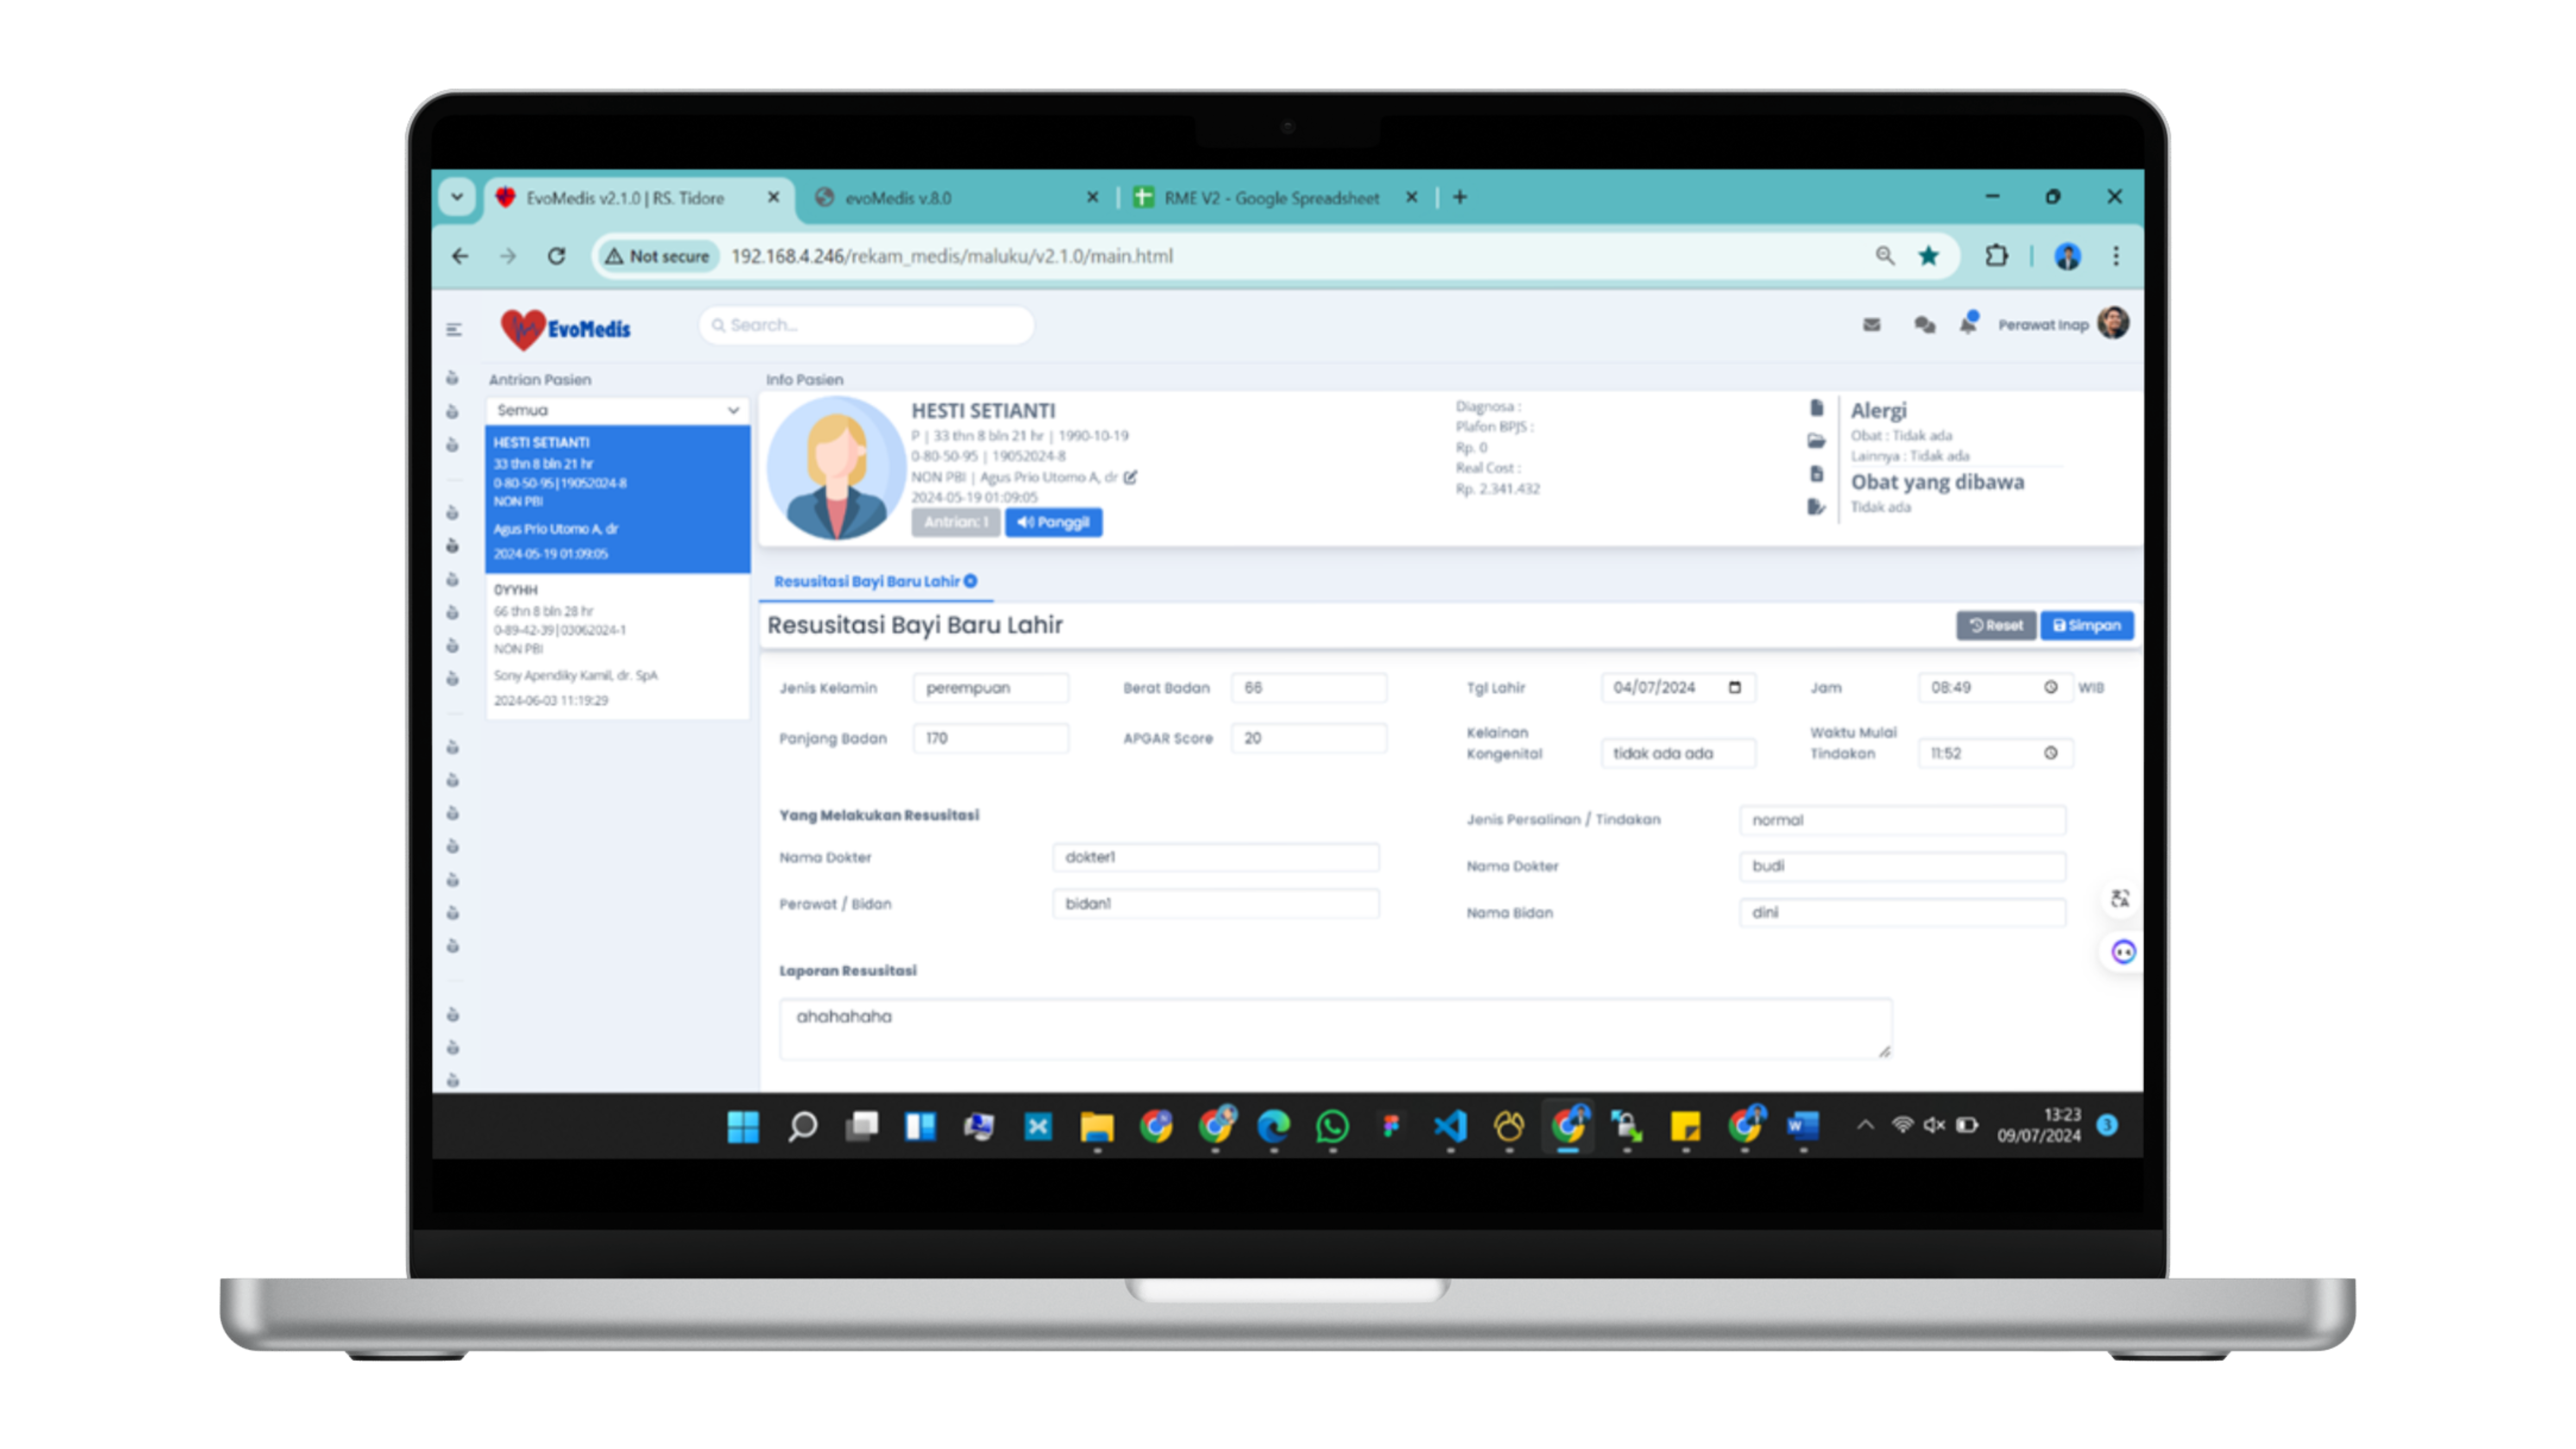 EvoMedis v2.1.0 | RS. Tidore
evoMedis v.8.0
RME V2 - Google Spreadsheet
Not secure
192.168.4.246/rekam_medis/maluku/v2.1.0/main.html
EvoMedis
Search...
Perawat Inap
Antrian Pasien
Semua
HESTI SETIANTI
33 thn 8 bln 21 hr
0-80-50-95|19052024-8
NON PBI
Agus Prio Utomo A, dr
2024-05-19 01:09:05
0YYHH
66 thn 8 bln 28 hr
0-89-42-39|03062024-1
NON PBI
Sony Apendiky Kamil, dr. SpA
2024-06-03 11:19:29
Info Pasien
HESTI SETIANTI
P | 33 thn 8 bln 21 hr | 1990-10-19
0-80-50-95 | 19052024-8
NON PBI | Agus Prio Utomo A, dr
2024-05-19 01:09:05
Antrian: 1
Panggil
Diagnosa :
Plafon BPJS :
Rp. 0
Real Cost :
Rp. 2.341.432
Alergi
Obat : Tidak ada
Lainnya : Tidak ada
Obat yang dibawa
Tidak ada
Resusitasi Bayi Baru Lahir
Resusitasi Bayi Baru Lahir
Reset
Simpan
Jenis Kelamin perempuan
Berat Badan 66
Tgl Lahir 04/07/2024
Jam 08:49 WIB
Panjang Badan 170
APGAR Score 20
Kelainan
Kongenital tidak ada ada
Waktu Mulai
Tindakan 11:52
Yang Melakukan Resusitasi
Nama Dokter dokter1
Perawat / Bidan bidan1
Jenis Persalinan / Tindakan normal
Nama Dokter budi
Nama Bidan dini
Laporan Resusitasi
ahahahaha
13:23
09/07/2024
3